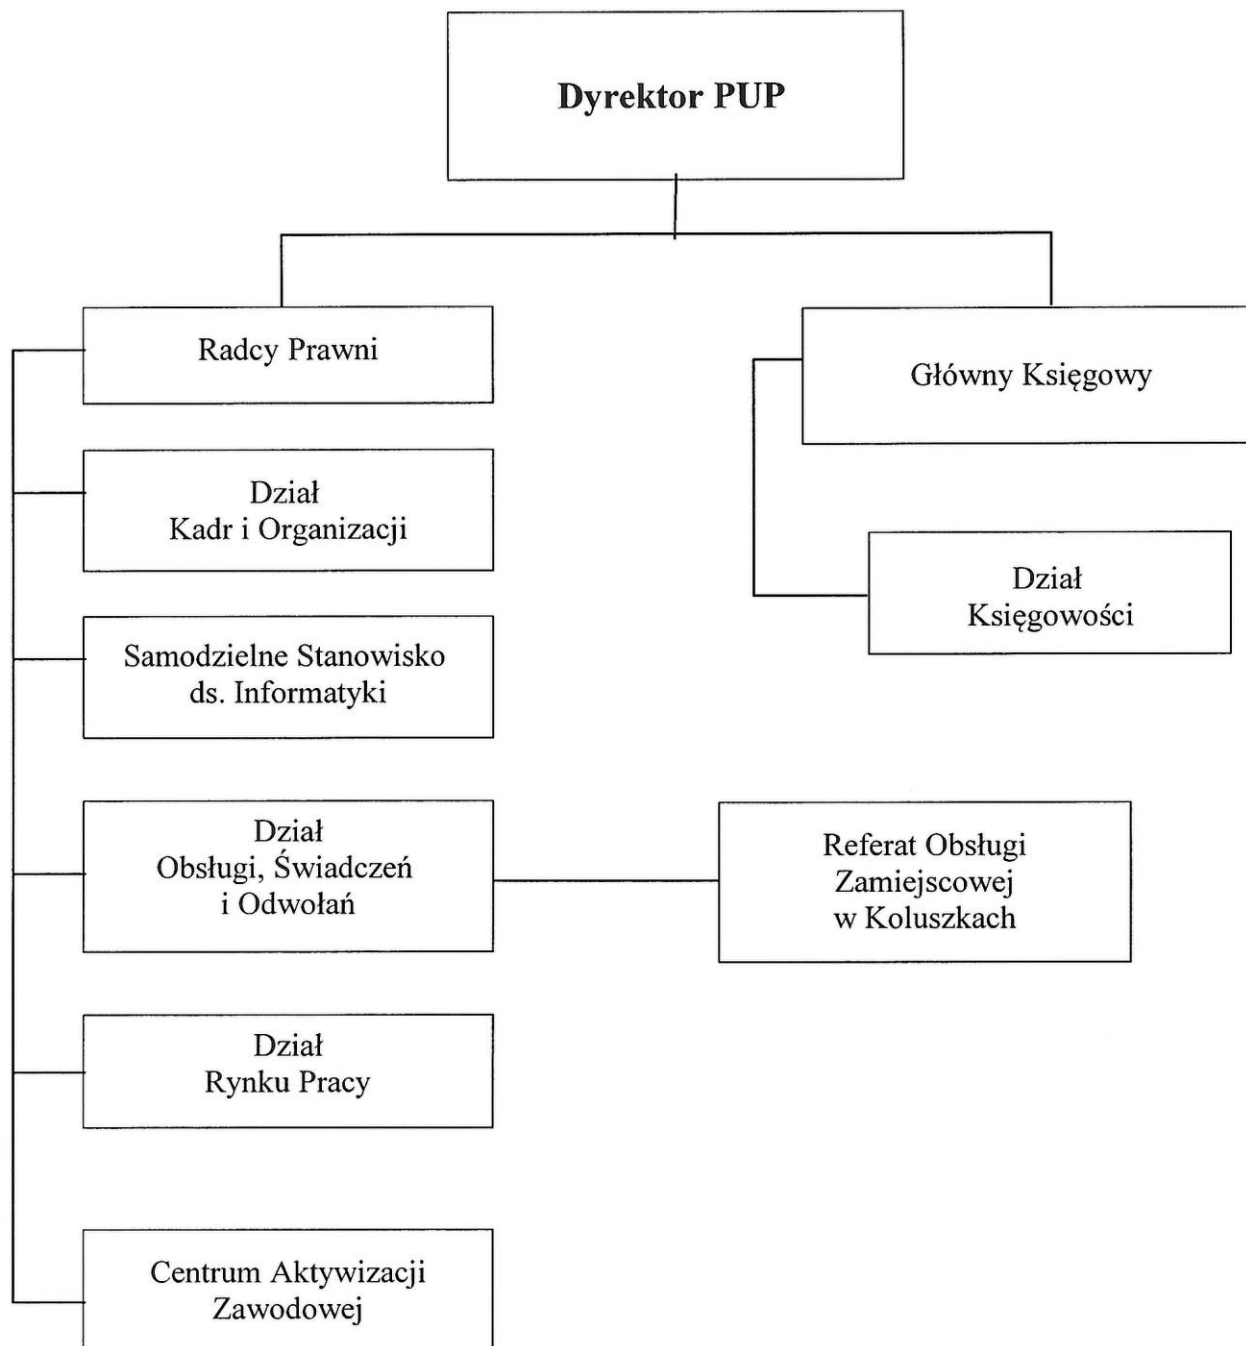 Dyrektor PUP
Radcy Prawni
Główny Księgowy
Dział
Kadr i Organizacji
Dział
Księgowości
Samodzielne Stanowisko
ds. Informatyki
Dział
Obsługi, Świadczeń
i Odwołań
Referat Obsługi
Zamiejscowej
w Koluszkach
Dział
Rynku Pracy
Centrum Aktywizacji
Zawodowej